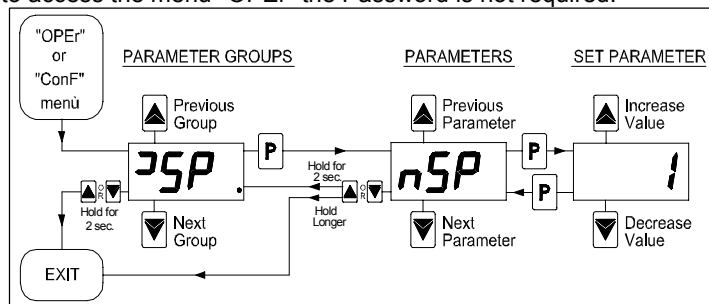 to access the menu "OPEr" the Password is not required.
"OPEr"
or
"ConF"
menù
PARAMETER GROUPS
PARAMETERS
SET PARAMETER
Previous
Group
P
Previous
Parameter
P
Increase
Value
SP.
nSP
1
Hold for
2 sec.
OR
Hold
Longer
P
OR
Hold for
2 sec.
Next
Group
Next
Parameter
Decrease
Value
EXIT